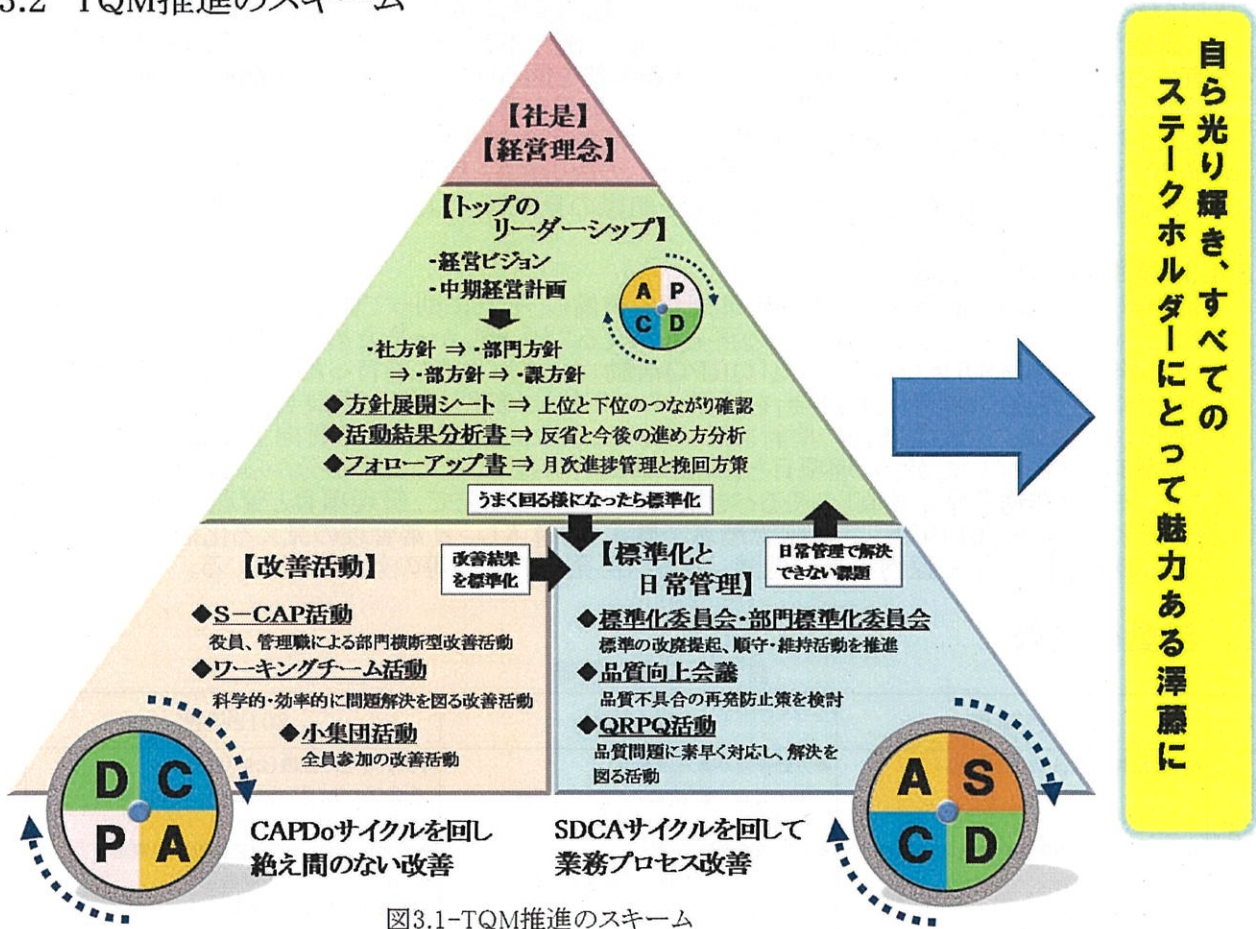 3.2 TQM推進のスキーム
【社是】
【経営理念】
【トップの
リーダーシップ】
・経営ビジョン
・中期経営計画
A P
C D
・社方針 ⇒ ・部門方針
⇒ ・部方針 ⇒ ・課方針
◆方針展開シート ⇒ 上位と下位のつながり確認
◆活動結果分析書 ⇒ 反省と今後の進め方分析
◆フォローアップ書 ⇒ 月次進捗管理と挽回方策
うまく回る様になったら標準化
【改善活動】
改善結果
を標準化
◆S-CAP活動
役員、管理職による部門横断型改善活動
◆ワーキングチーム活動
科学的・効率的に問題解決を図る改善活動
◆小集団活動
全員参加の改善活動
【標準化と
日常管理】
日常管理で解決
できない課題
◆標準化委員会・部門標準化委員会
標準の改廃提起、順守・維持活動を推進
◆品質向上会議
品質不具合の再発防止策を検討
◆QRPQ活動
品質問題に素早く対応し、解決を
図る活動
D C
P A
CAPDoサイクルを回し
絶え間のない改善
SDCAサイクルを回して
業務プロセス改善
A S
C D
図3.1-TQM推進のスキーム
自ら光り輝き、すべての
ステークホルダーにとって魅力ある澤藤に